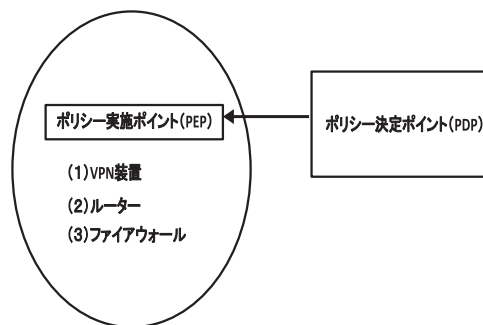 ポリシー実施ポイント(PEP)
ポリシー決定ポイント(PDP)
(1)VPN装置
(2)ルーター
(3)ファイアウォール